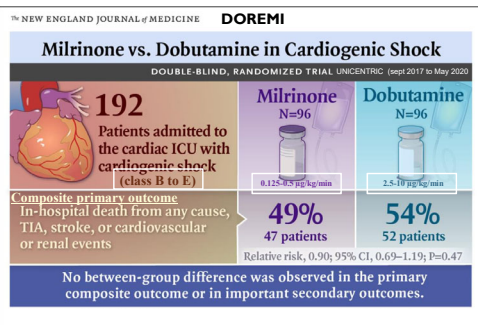 The NEW ENGLAND JOURNAL of MEDICINE DOREMI
Milrinone vs. Dobutamine in Cardiogenic Shock
DOUBLE-BLIND, RANDOMIZED TRIAL UNICENTRIC (sept 2017 to May 2020
192
Patients admitted to
the cardiac ICU with
cardiogenic shock
(class B to E)
Milrinone
N=96
0.125-0.5 µg/kg/min
Dobutamine
N=96
2.5-10 µg/kg/min
Composite primary outcome
In-hospital death from any cause,
TIA, stroke, or cardiovascular
or renal events
49%
47 patients
54%
52 patients
Relative risk, 0.90; 95% CI, 0.69–1.19; P=0.47
No between-group difference was observed in the primary
composite outcome or in important secondary outcomes.